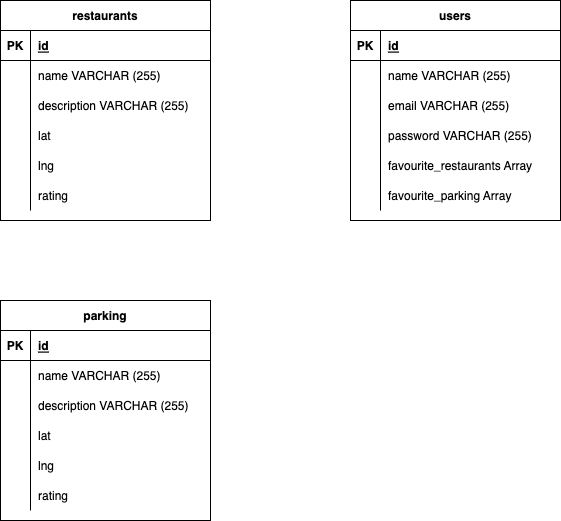 restaurants
PK id
name VARCHAR (255)
description VARCHAR (255)
lat
lng
rating
users
PK id
name VARCHAR (255)
email VARCHAR (255)
password VARCHAR (255)
favourite_restaurants Array
favourite_parking Array
parking
PK id
name VARCHAR (255)
description VARCHAR (255)
lat
lng
rating